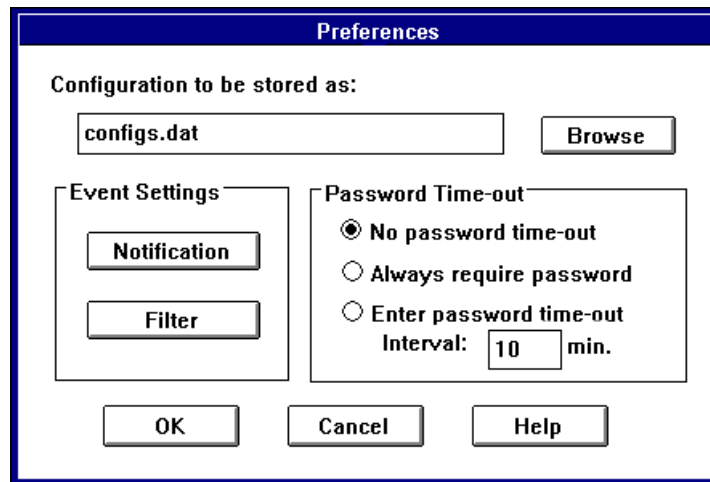 Preferences
Configuration to be stored as:
configs.dat
Browse
Event Settings
Notification
Filter
Password Time-out
No password time-out
Always require password
Enter password time-out
Interval: 10 min.
OK
Cancel
Help